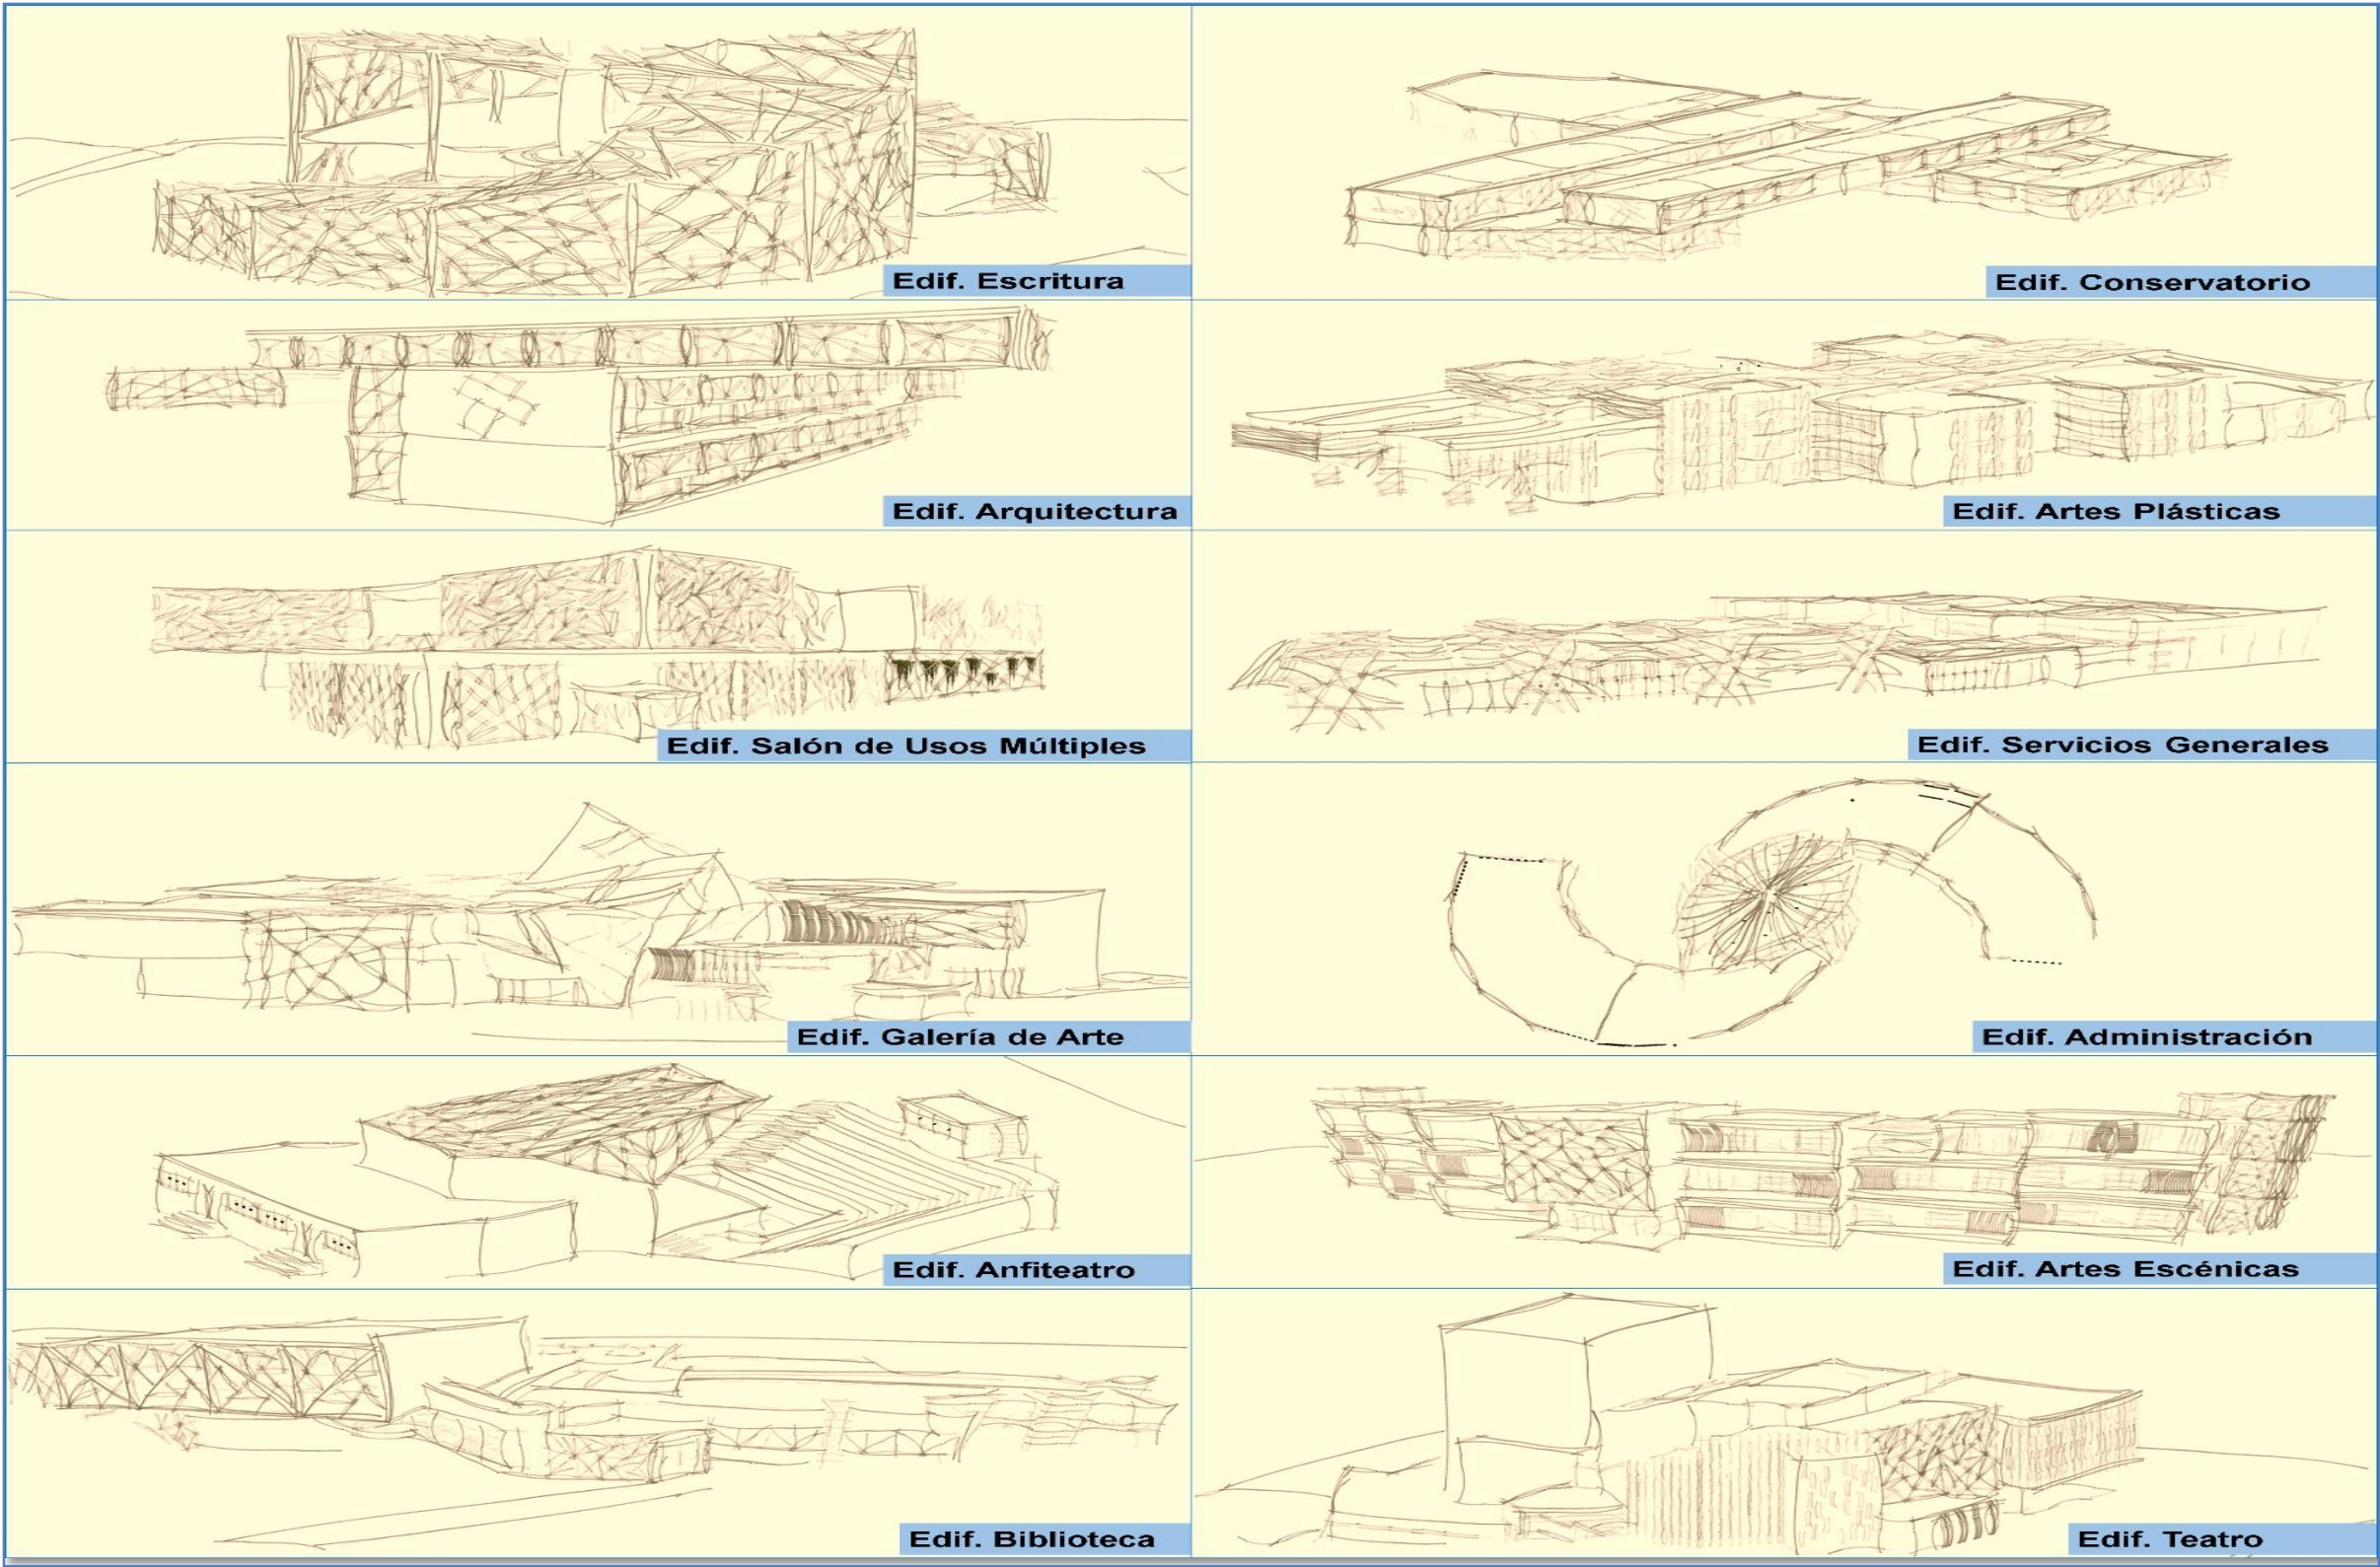 Edif. Escritura
Edif. Conservatorio
Edif. Arquitectura
Edif. Artes Plásticas
Edif. Salón de Usos Múltiples
Edif. Servicios Generales
Edif. Galería de Arte
Edif. Administración
Edif. Anfiteatro
Edif. Artes Escénicas
Edif. Biblioteca
Edif. Teatro